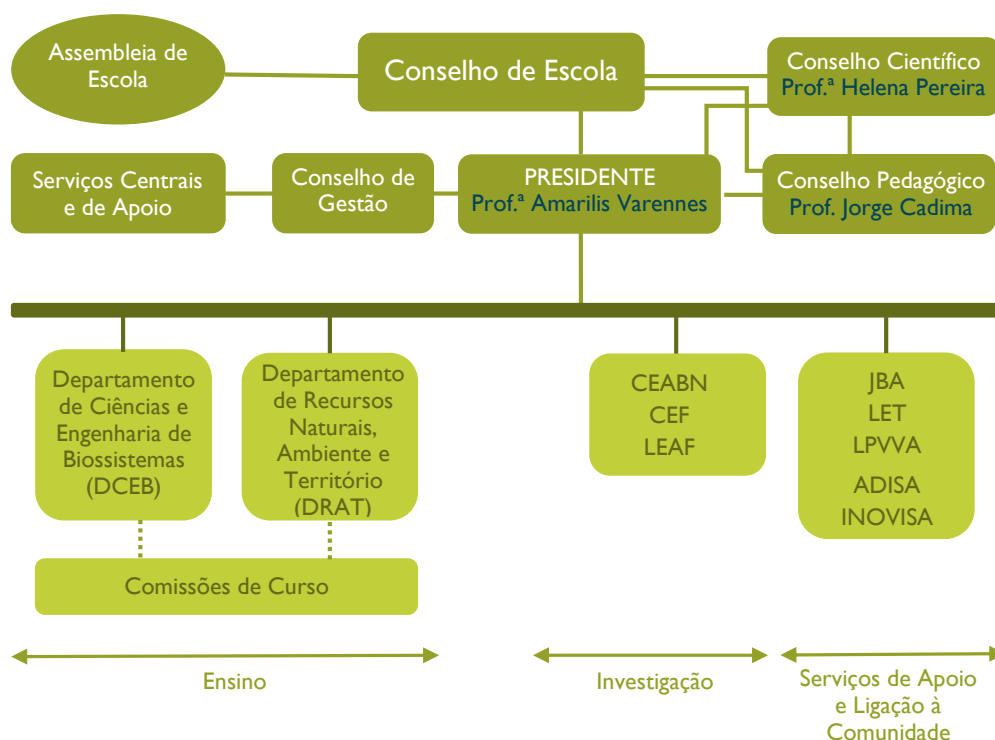 Assembleia de
Escola
Conselho de Escola
Conselho Científico
Prof.ª Helena Pereira
Serviços Centrais
e de Apoio
Conselho de
Gestão
PRESIDENTE
Prof.ª Amarilis Varennes
Conselho Pedagógico
Prof. Jorge Cadima
Departamento
de Ciências e
Engenharia de
Biossistemas
(DCEB)
Departamento
de Recursos
Naturais,
Ambiente e
Território
(DRAT)
CEABN
CEF
LEAF
JBA
LET
LPVVA
ADISA
INOVISA
Comissões de Curso
Ensino
Investigação
Serviços de Apoio
e Ligação à
Comunidade